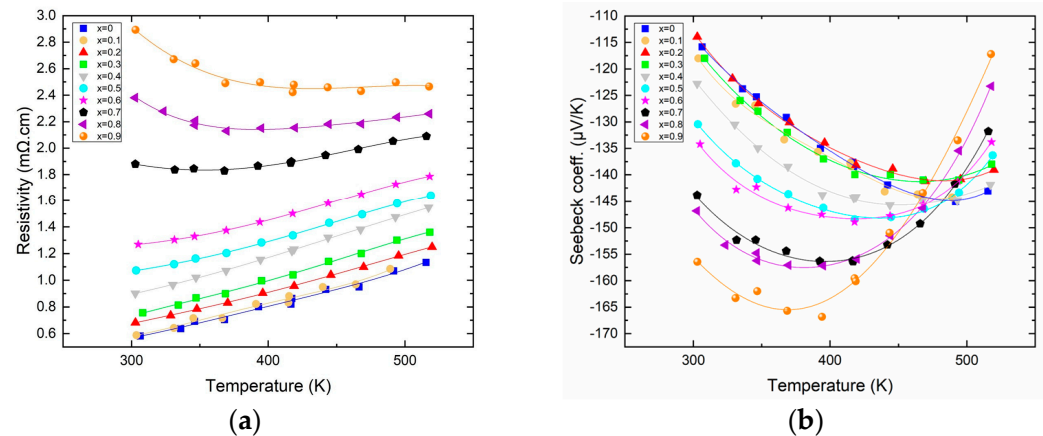 3.0
2.8
2.6
2.4
2.2
2.0
1.8
1.6
1.4
1.2
1.0
0.8
0.6
Resistivity (mΩ.cm)
x=0
x=0.1
x=0.2
x=0.3
x=0.4
x=0.5
x=0.6
x=0.7
x=0.8
x=0.9
300 400 500
Temperature (K)
(a)
-110
-115
-120
-125
-130
-135
-140
-145
-150
-155
-160
-165
-170
Seebeck coeff. (μV/K)
x=0
x=0.1
x=0.2
x=0.3
x=0.4
x=0.5
x=0.6
x=0.7
x=0.8
x=0.9
300 400 500
Temperature (K)
(b)